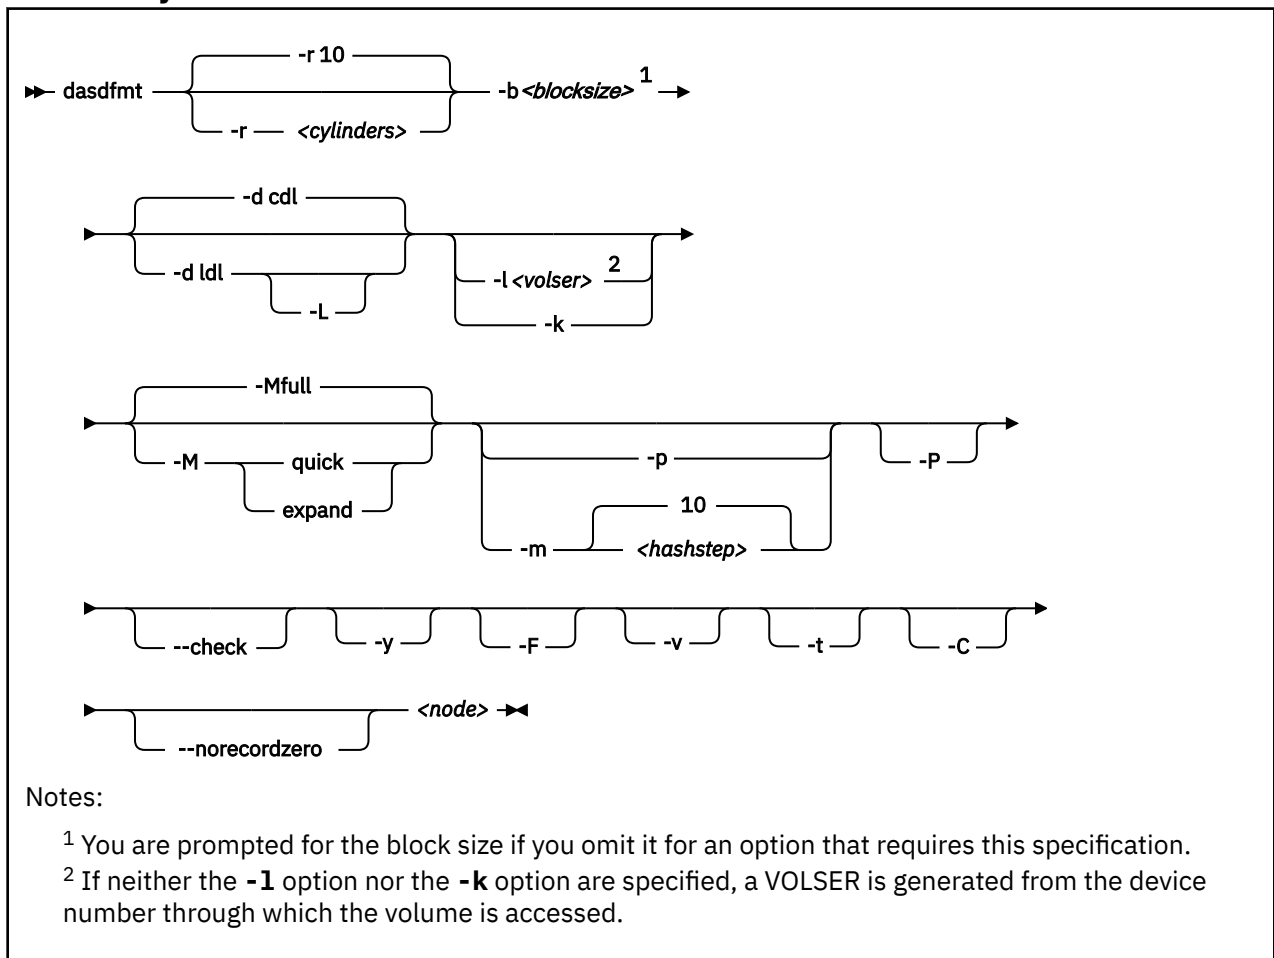 -r 10
dasdfmt -b <blocksize> 1
-r <cylinders>
-d cdl
-d ldl -l <volser> 2
-L -k
-Mfull
-M quick -p -P
expand 10
-m <hashstep>
--check -y -F -v -t -C
<node>
--norecordzero
Notes:
1 You are prompted for the block size if you omit it for an option that requires this specification.
2 If neither the -l option nor the -k option are specified, a VOLSER is generated from the device
number through which the volume is accessed.